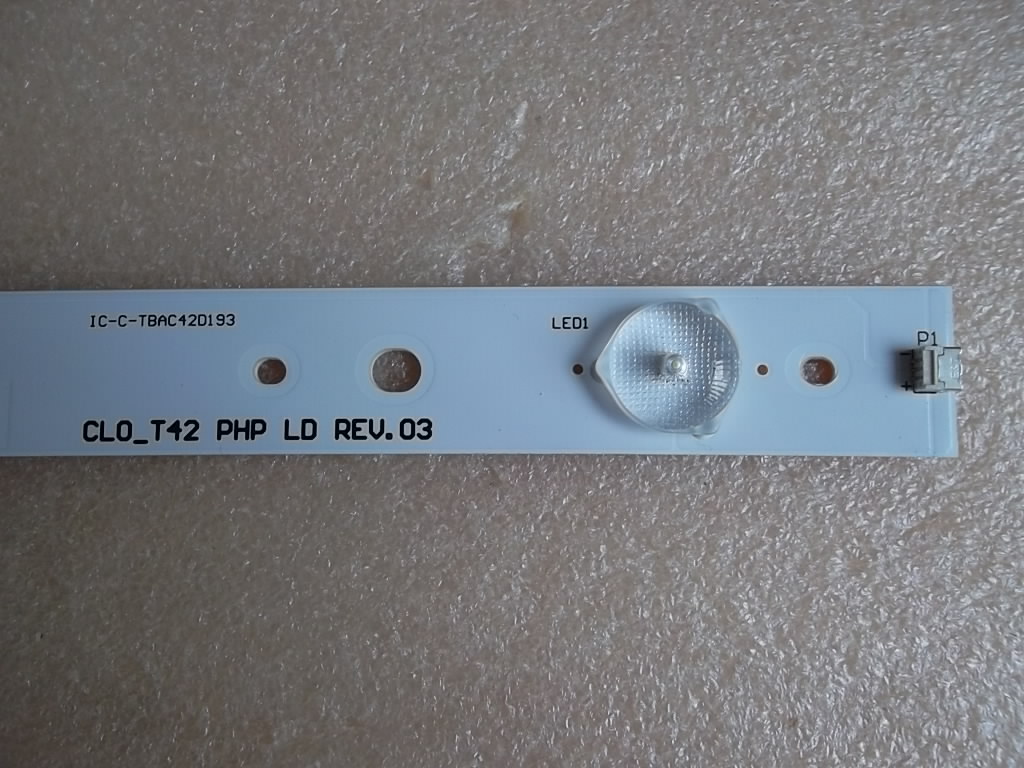 IC-C-TBAC42D193
LED1
P1
+
CLO_T42 PHP LD REV.03